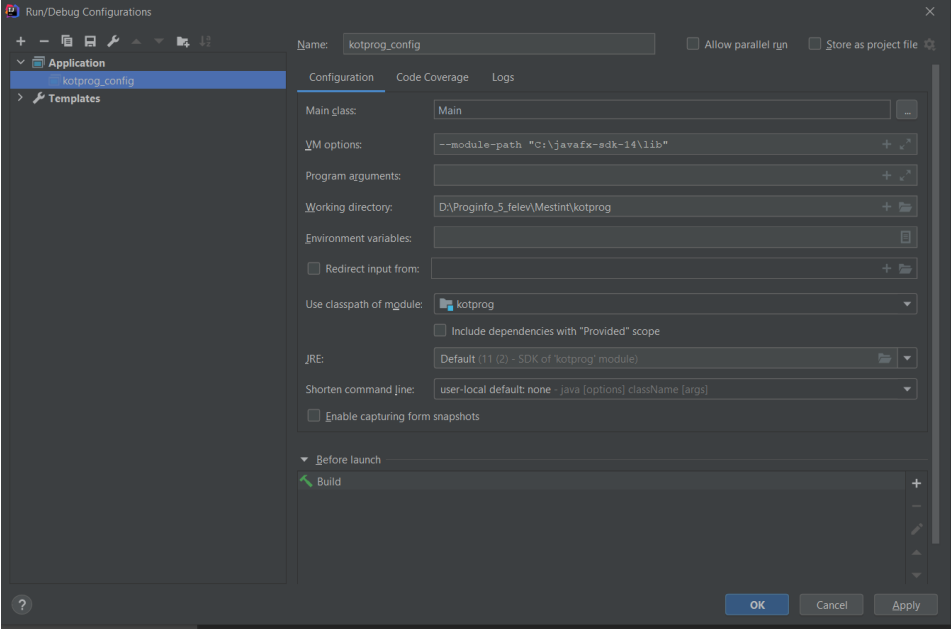 Run/Debug Configurations
Name: kotprog_config
Allow parallel run
Store as project file
Application
kotprog_config
Templates
Configuration Code Coverage Logs
Main class: Main
...
VM options: --module-path "C:\javafx-sdk-14\lib"
Program arguments:
Working directory: D:\Proginfo_5_felev\Mestint\kotprog
Environment variables:
Redirect input from:
Use classpath of module: kotprog
Include dependencies with "Provided" scope
JRE: Default (11 (2) - SDK of 'kotprog' module)
Shorten command line: user-local default: none - java [options] className [args]
Enable capturing form snapshots
Before launch
Build
?
OK Cancel Apply